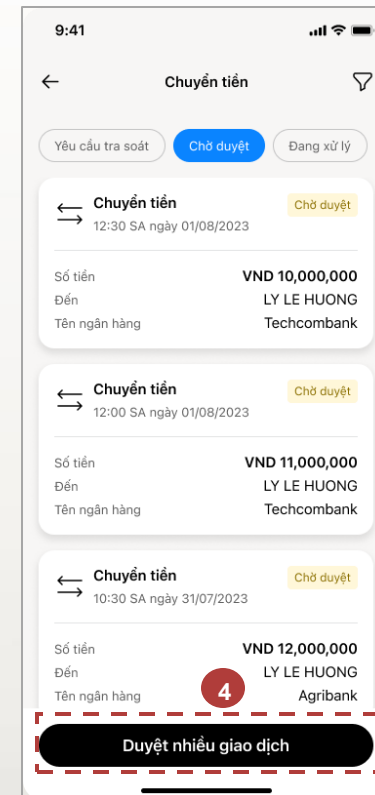 9:41
Chuyển tiền
Yêu cầu tra soát
Chờ duyệt
Đang xử lý
Chuyển tiền
Chờ duyệt
12:30 SA ngày 01/08/2023
Số tiền VND 10,000,000
Đến LY LE HUONG
Tên ngân hàng Techcombank
Chuyển tiền
Chờ duyệt
12:00 SA ngày 01/08/2023
Số tiền VND 11,000,000
Đến LY LE HUONG
Tên ngân hàng Techcombank
Chuyển tiền
Chờ duyệt
10:30 SA ngày 31/07/2023
Số tiền VND 12,000,000
Đến LY LE HUONG
Tên ngân hàng Agribank
4
Duyệt nhiều giao dịch